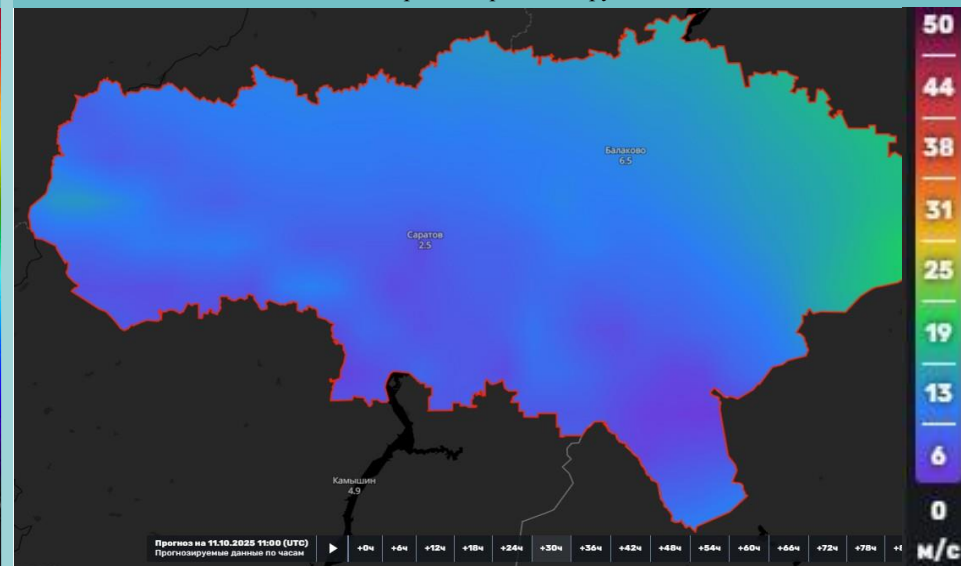 50
44
38
31
25
19
13
6
0
м/с
Балаково
6.5
Саратов
2.5
Камышин
4.9
Прогноз на 11.10.2025 11:00 (UTC)
Прогнозируемые данные по часам
+0ч +6ч +12ч +18ч +24ч +30ч +36ч +42ч +48ч +54ч +60ч +66ч +72ч +78ч